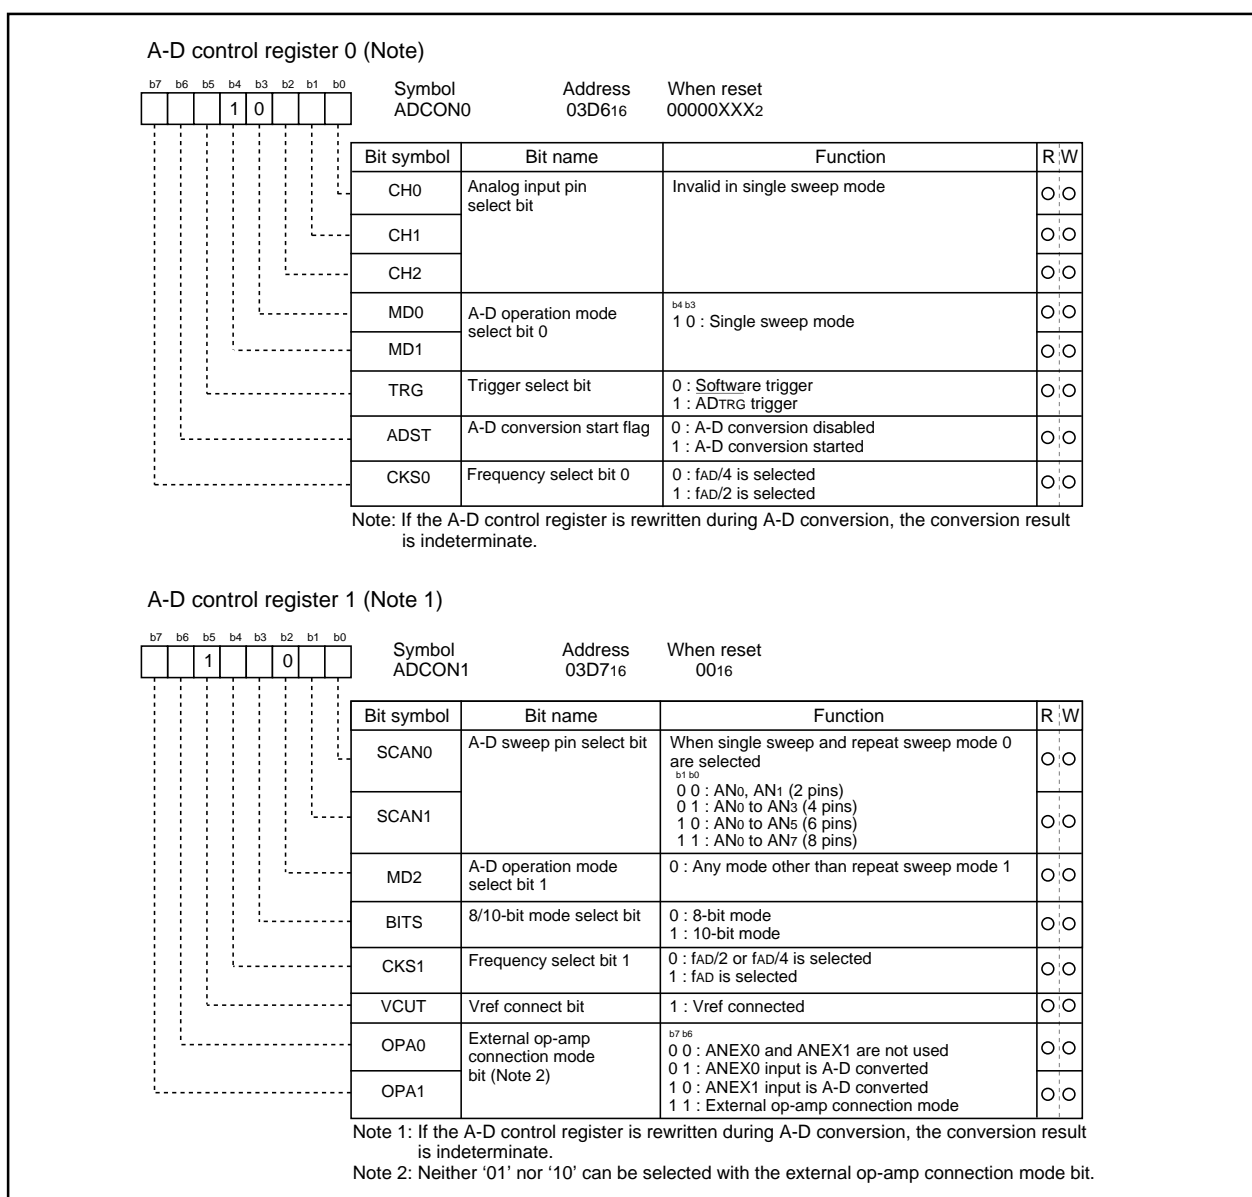 A-D control register 0 (Note)
b7 b6 b5 b4 b3 b2 b1 b0
1 0
Symbol Address When reset
ADCON0 03D616 00000XXX2
Bit symbol Bit name Function R W
CH0 Analog input pin select bit Invalid in single sweep mode
CH1
CH2
MD0 A-D operation mode select bit 0 b4 b3
1 0 : Single sweep mode
MD1
TRG Trigger select bit 0 : Software trigger
1 : ADTRG trigger
ADST A-D conversion start flag 0 : A-D conversion disabled
1 : A-D conversion started
CKS0 Frequency select bit 0 0 : fAD/4 is selected
1 : fAD/2 is selected
Note: If the A-D control register is rewritten during A-D conversion, the conversion result
is indeterminate.
A-D control register 1 (Note 1)
b7 b6 b5 b4 b3 b2 b1 b0
1 0
Symbol Address When reset
ADCON1 03D716 0016
Bit symbol Bit name Function R W
SCAN0 A-D sweep pin select bit When single sweep and repeat sweep mode 0
are selected
b1 b0
0 0 : AN0, AN1 (2 pins)
0 1 : AN0 to AN3 (4 pins)
SCAN1
1 0 : AN0 to AN5 (6 pins)
1 1 : AN0 to AN7 (8 pins)
MD2 A-D operation mode select bit 1 0 : Any mode other than repeat sweep mode 1
BITS 8/10-bit mode select bit 0 : 8-bit mode
1 : 10-bit mode
CKS1 Frequency select bit 1 0 : fAD/2 or fAD/4 is selected
1 : fAD is selected
VCUT Vref connect bit 1 : Vref connected
OPA0 External op-amp connection mode bit (Note 2) b7 b6
0 0 : ANEX0 and ANEX1 are not used
0 1 : ANEX0 input is A-D converted
OPA1
1 0 : ANEX1 input is A-D converted
1 1 : External op-amp connection mode
Note 1: If the A-D control register is rewritten during A-D conversion, the conversion result
is indeterminate.
Note 2: Neither ‘01’ nor ‘10’ can be selected with the external op-amp connection mode bit.